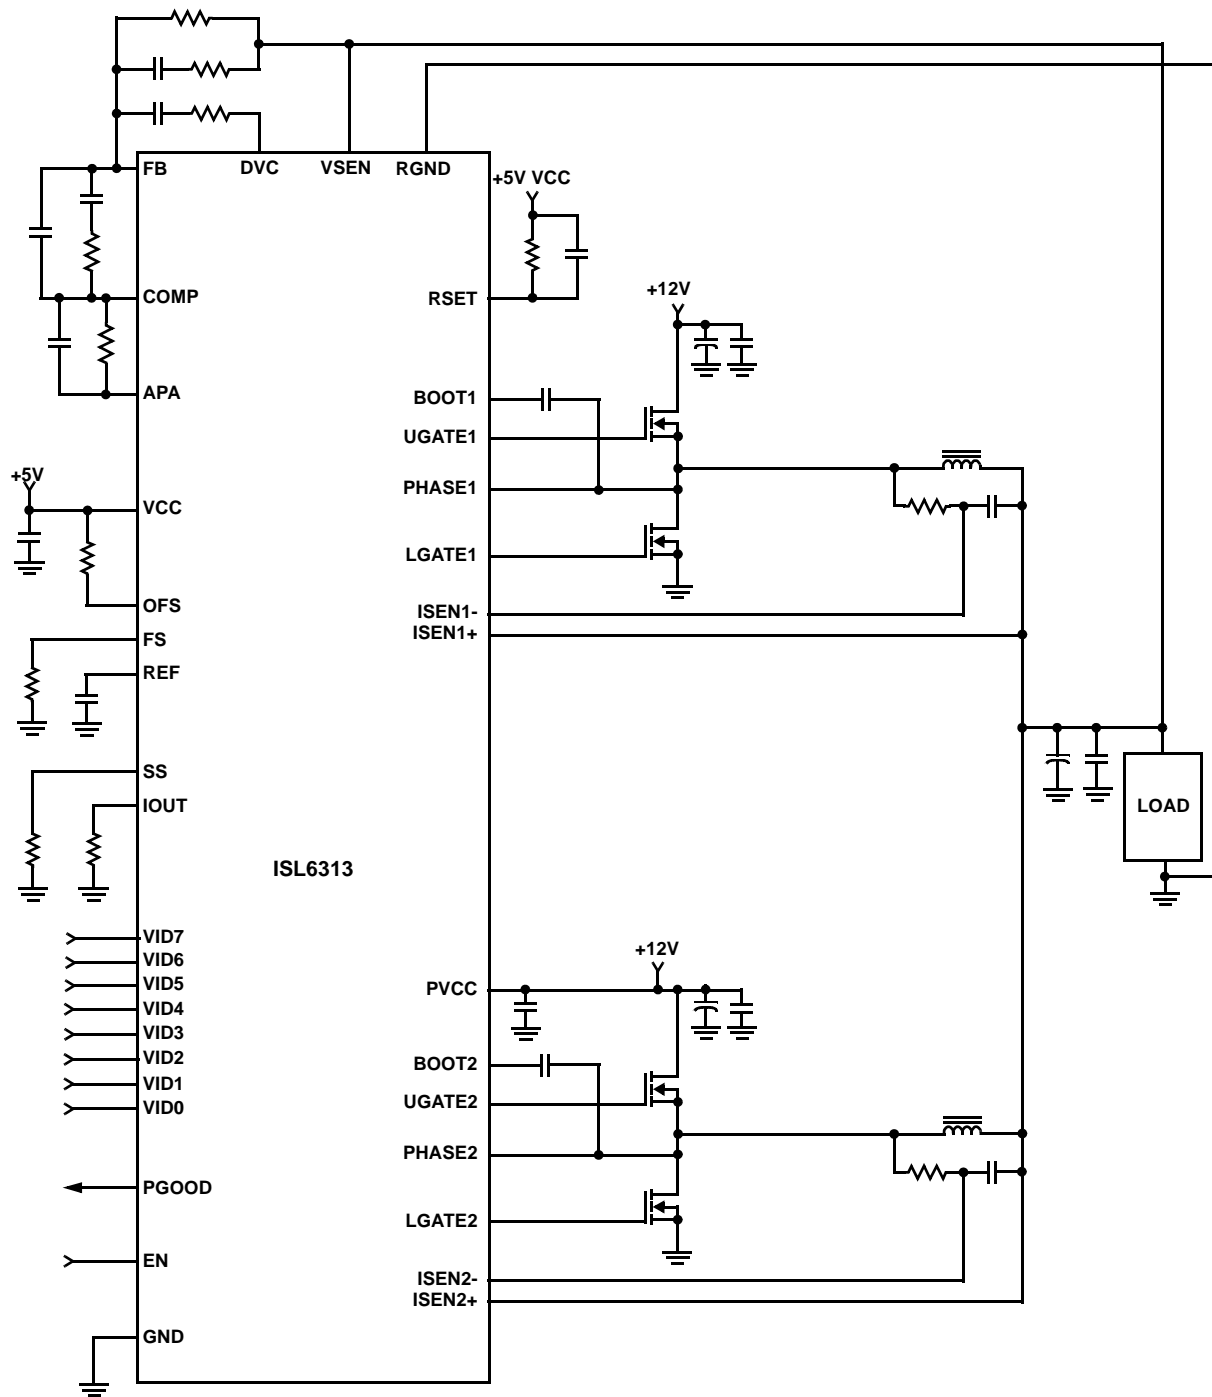 FB
DVC
VSEN
RGND
+5V VCC
COMP
RSET
+12V
APA
BOOT1
UGATE1
+5V
PHASE1
VCC
LGATE1
OFS
ISEN1-
ISEN1+
FS
REF
SS
IOUT
LOAD
ISL6313
VID7
VID6
VID5
VID4
VID3
VID2
VID1
VID0
+12V
PVCC
BOOT2
UGATE2
PHASE2
PGOOD
LGATE2
EN
ISEN2-
ISEN2+
GND